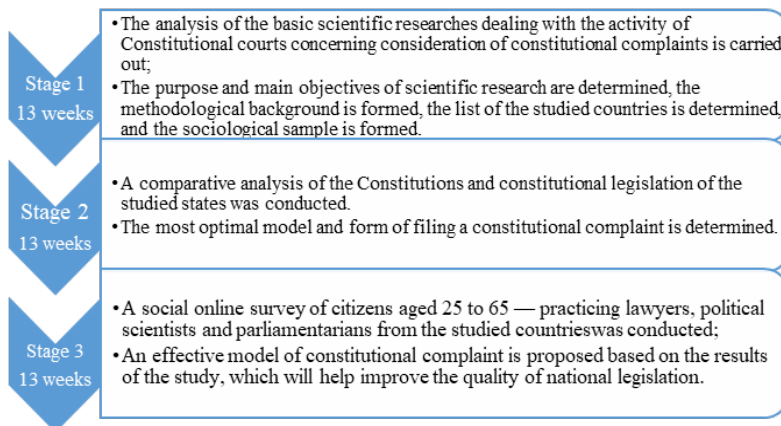 Stage 1
13 weeks
•The analysis of the basic scientific researches dealing with the activity of
Constitutional courts concerning consideration of constitutional complaints is carried
out;
•The purpose and main objectives of scientific research are determined, the
methodological background is formed, the list of the studied countries is determined,
and the sociological sample is formed.
Stage 2
13 weeks
•A comparative analysis of the Constitutions and constitutional legislation of the
studied states was conducted.
•The most optimal model and form of filing a constitutional complaint is determined.
Stage 3
13 weeks
•A social online survey of citizens aged 25 to 65 — practicing lawyers, political
scientists and parliamentarians from the studied countrieswas conducted;
•An effective model of constitutional complaint is proposed based on the results
of the study, which will help improve the quality of national legislation.